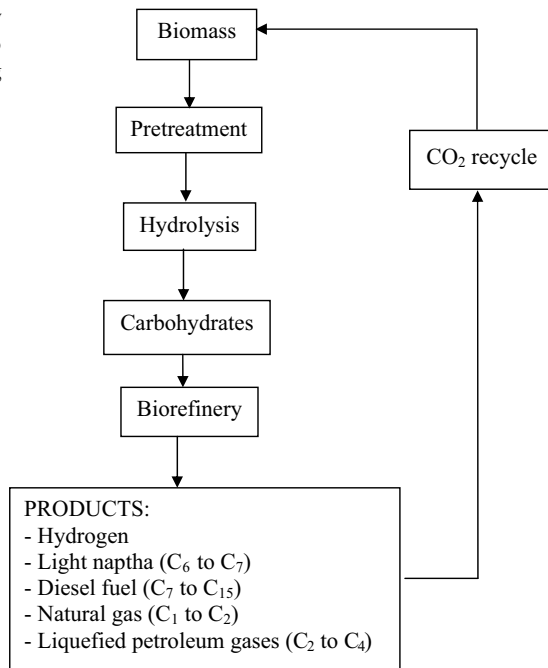 Biomass
Pretreatment
CO₂ recycle
Hydrolysis
Carbohydrates
Biorefinery
PRODUCTS:
- Hydrogen
- Light naptha (C₆ to C₇)
- Diesel fuel (C₇ to C₁₅)
- Natural gas (C₁ to C₂)
- Liquefied petroleum gases (C₂ to C₄)